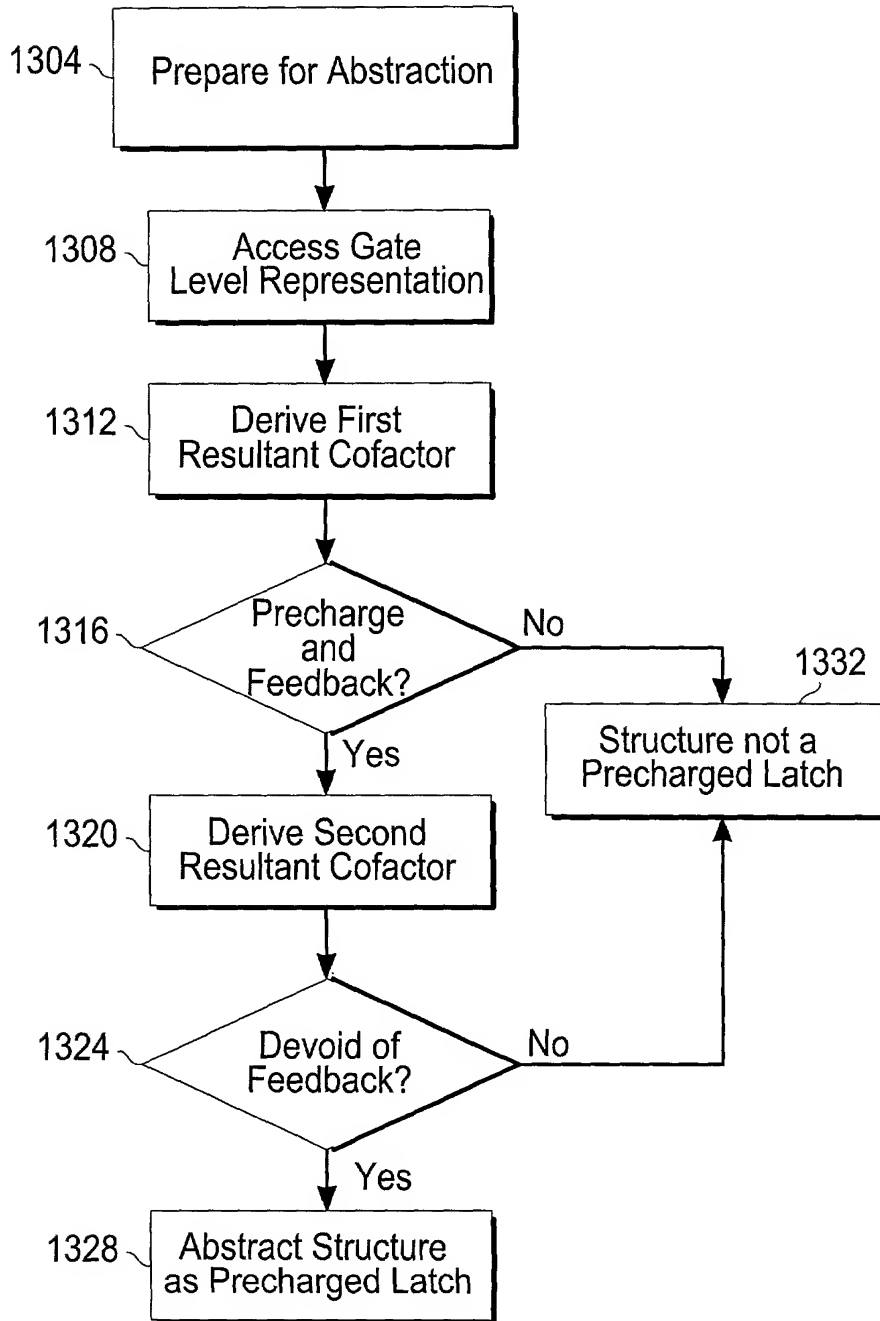 1304
Prepare for Abstraction
1308
Access Gate
Level Representation
1312
Derive First
Resultant Cofactor
1316
Precharge
and
Feedback?
No
Yes
1332
Structure not a
Precharged Latch
1320
Derive Second
Resultant Cofactor
1324
Devoid of
Feedback?
No
Yes
1328
Abstract Structure
as Precharged Latch